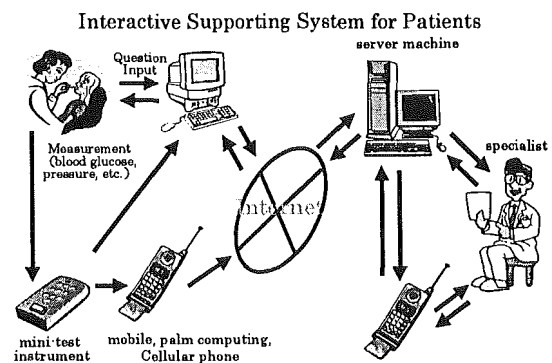 Interactive Supporting System for Patients
server machine
Question
Input
Measurement
(blood glucose,
pressure, etc.)
specialist
Internet
mini-test
instrument
mobile, palm computing,
Cellular phone